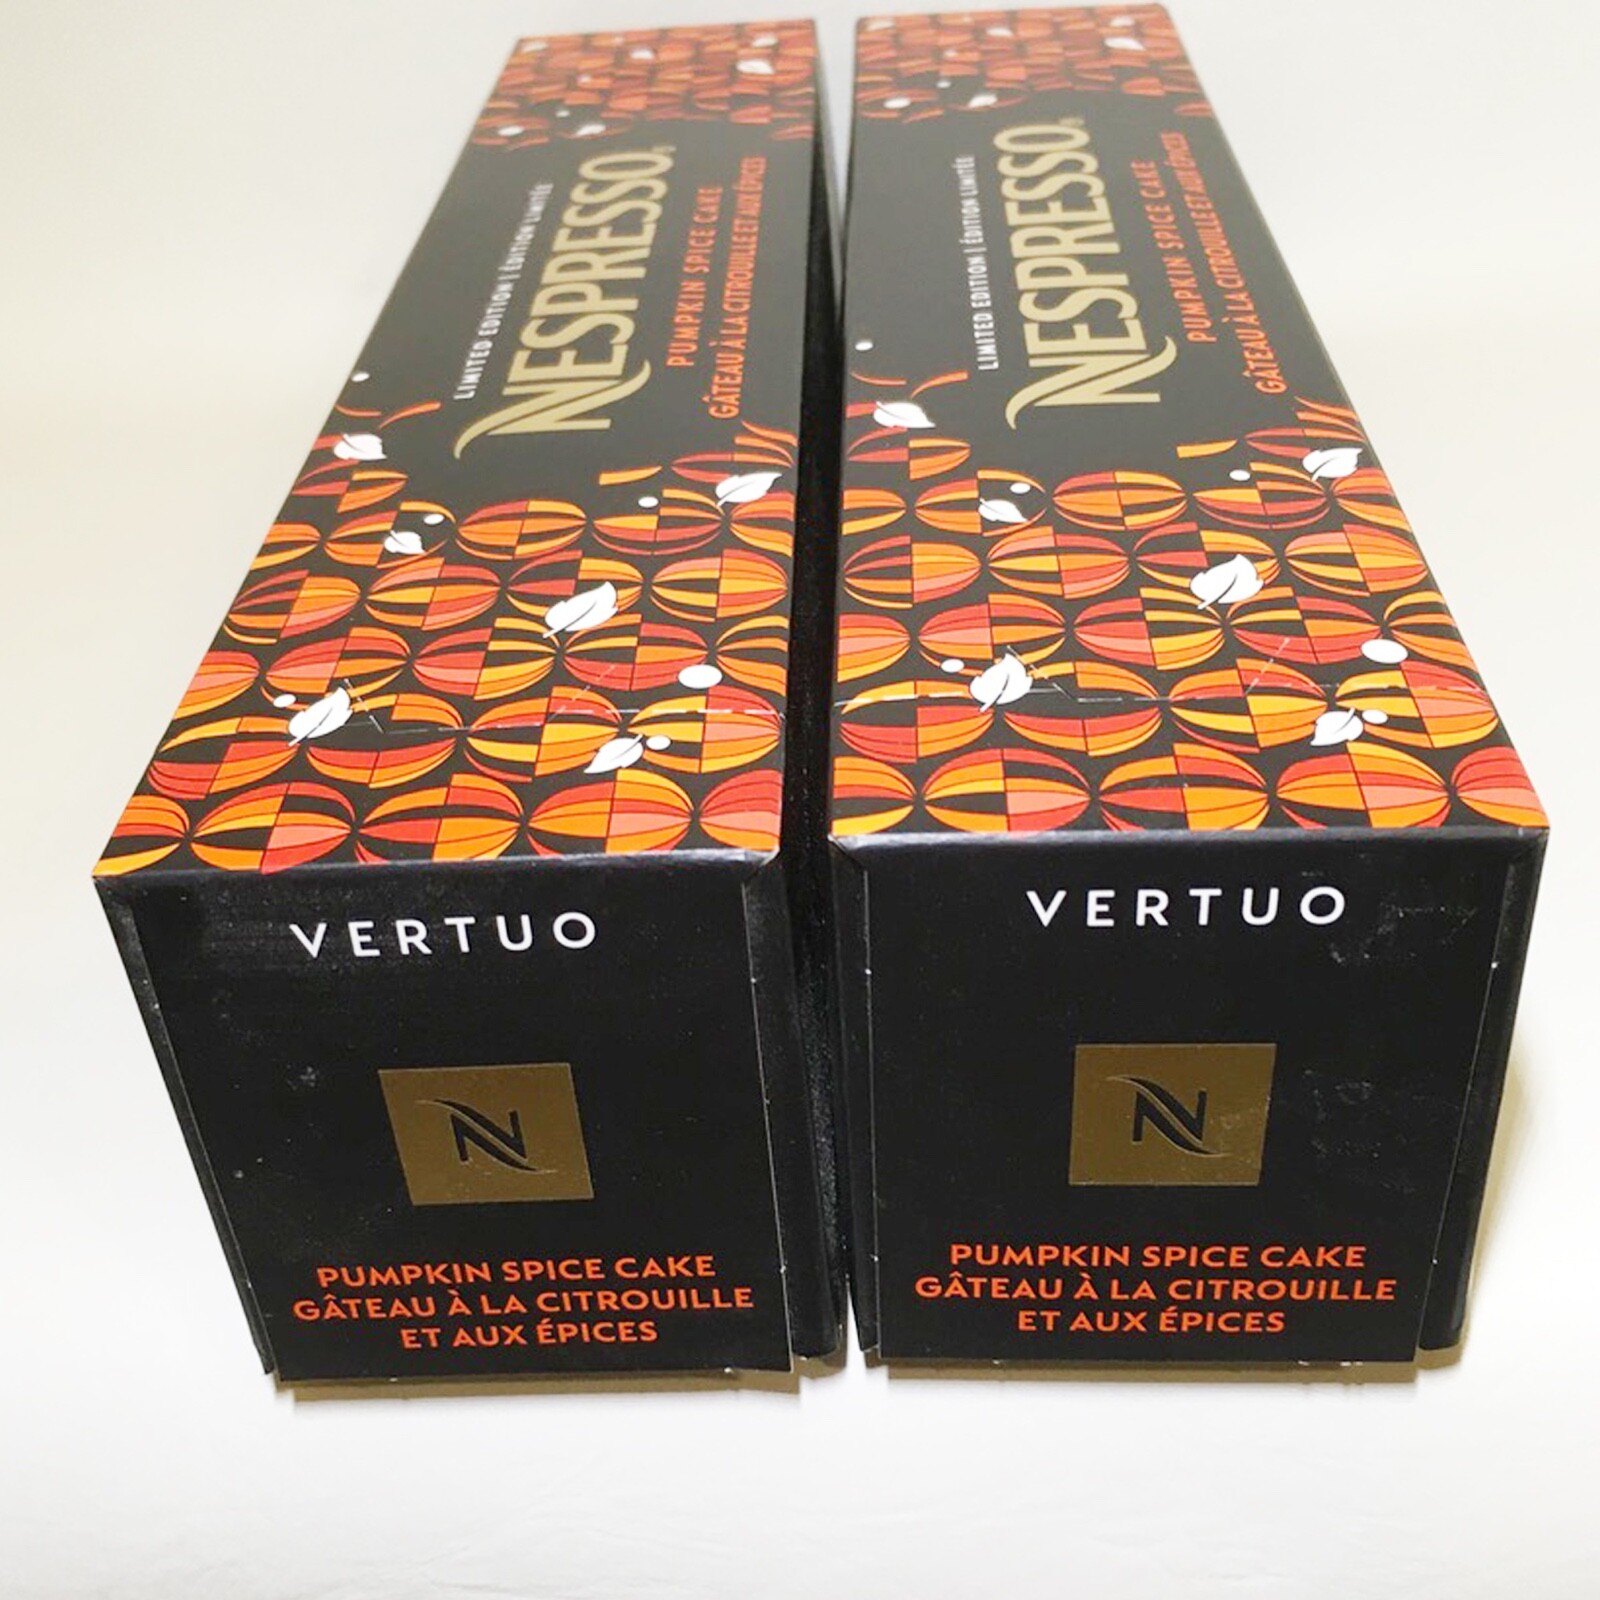 LIMITED EDITION | ÉDITION LIMITÉE
NESPRESSO
PUMPKIN SPICE CAKE
GÂTEAU À LA CITROUILLE ET AUX ÉPICES
VERTUO
N
PUMPKIN SPICE CAKE
GÂTEAU À LA CITROUILLE
ET AUX ÉPICES
LIMITED EDITION | ÉDITION LIMITÉE
NESPRESSO
PUMPKIN SPICE CAKE
GÂTEAU À LA CITROUILLE ET AUX ÉPICES
VERTUO
N
PUMPKIN SPICE CAKE
GÂTEAU À LA CITROUILLE
ET AUX ÉPICES